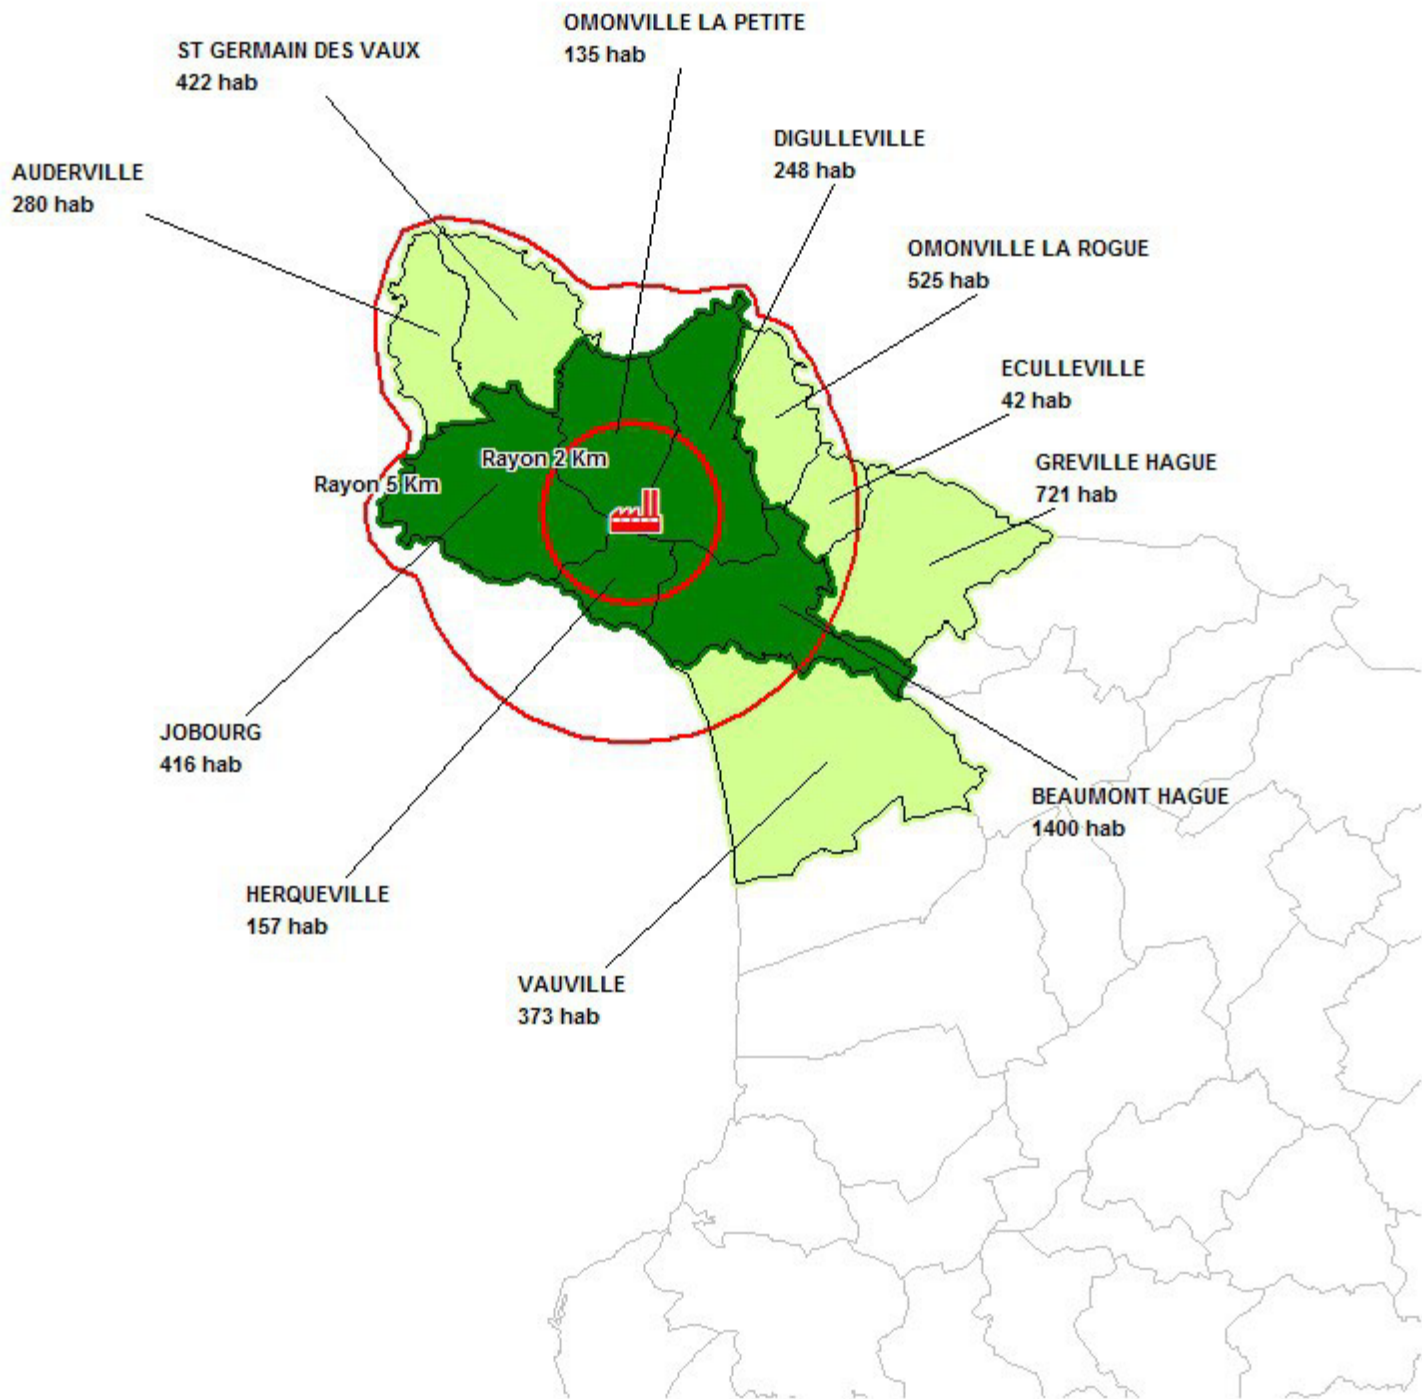 OMONVILLE LA PETITE
135 hab
ST GERMAIN DES VAUX
422 hab
DIGULLEVILLE
248 hab
AUDERVILLE
280 hab
OMONVILLE LA ROGUE
525 hab
ECULLEVILLE
42 hab
GREVILLE HAGUE
721 hab
Rayon 2 Km
Rayon 5 Km
JOBOURG
416 hab
BEAUMONT HAGUE
1400 hab
HERQUEVILLE
157 hab
VAUVILLE
373 hab